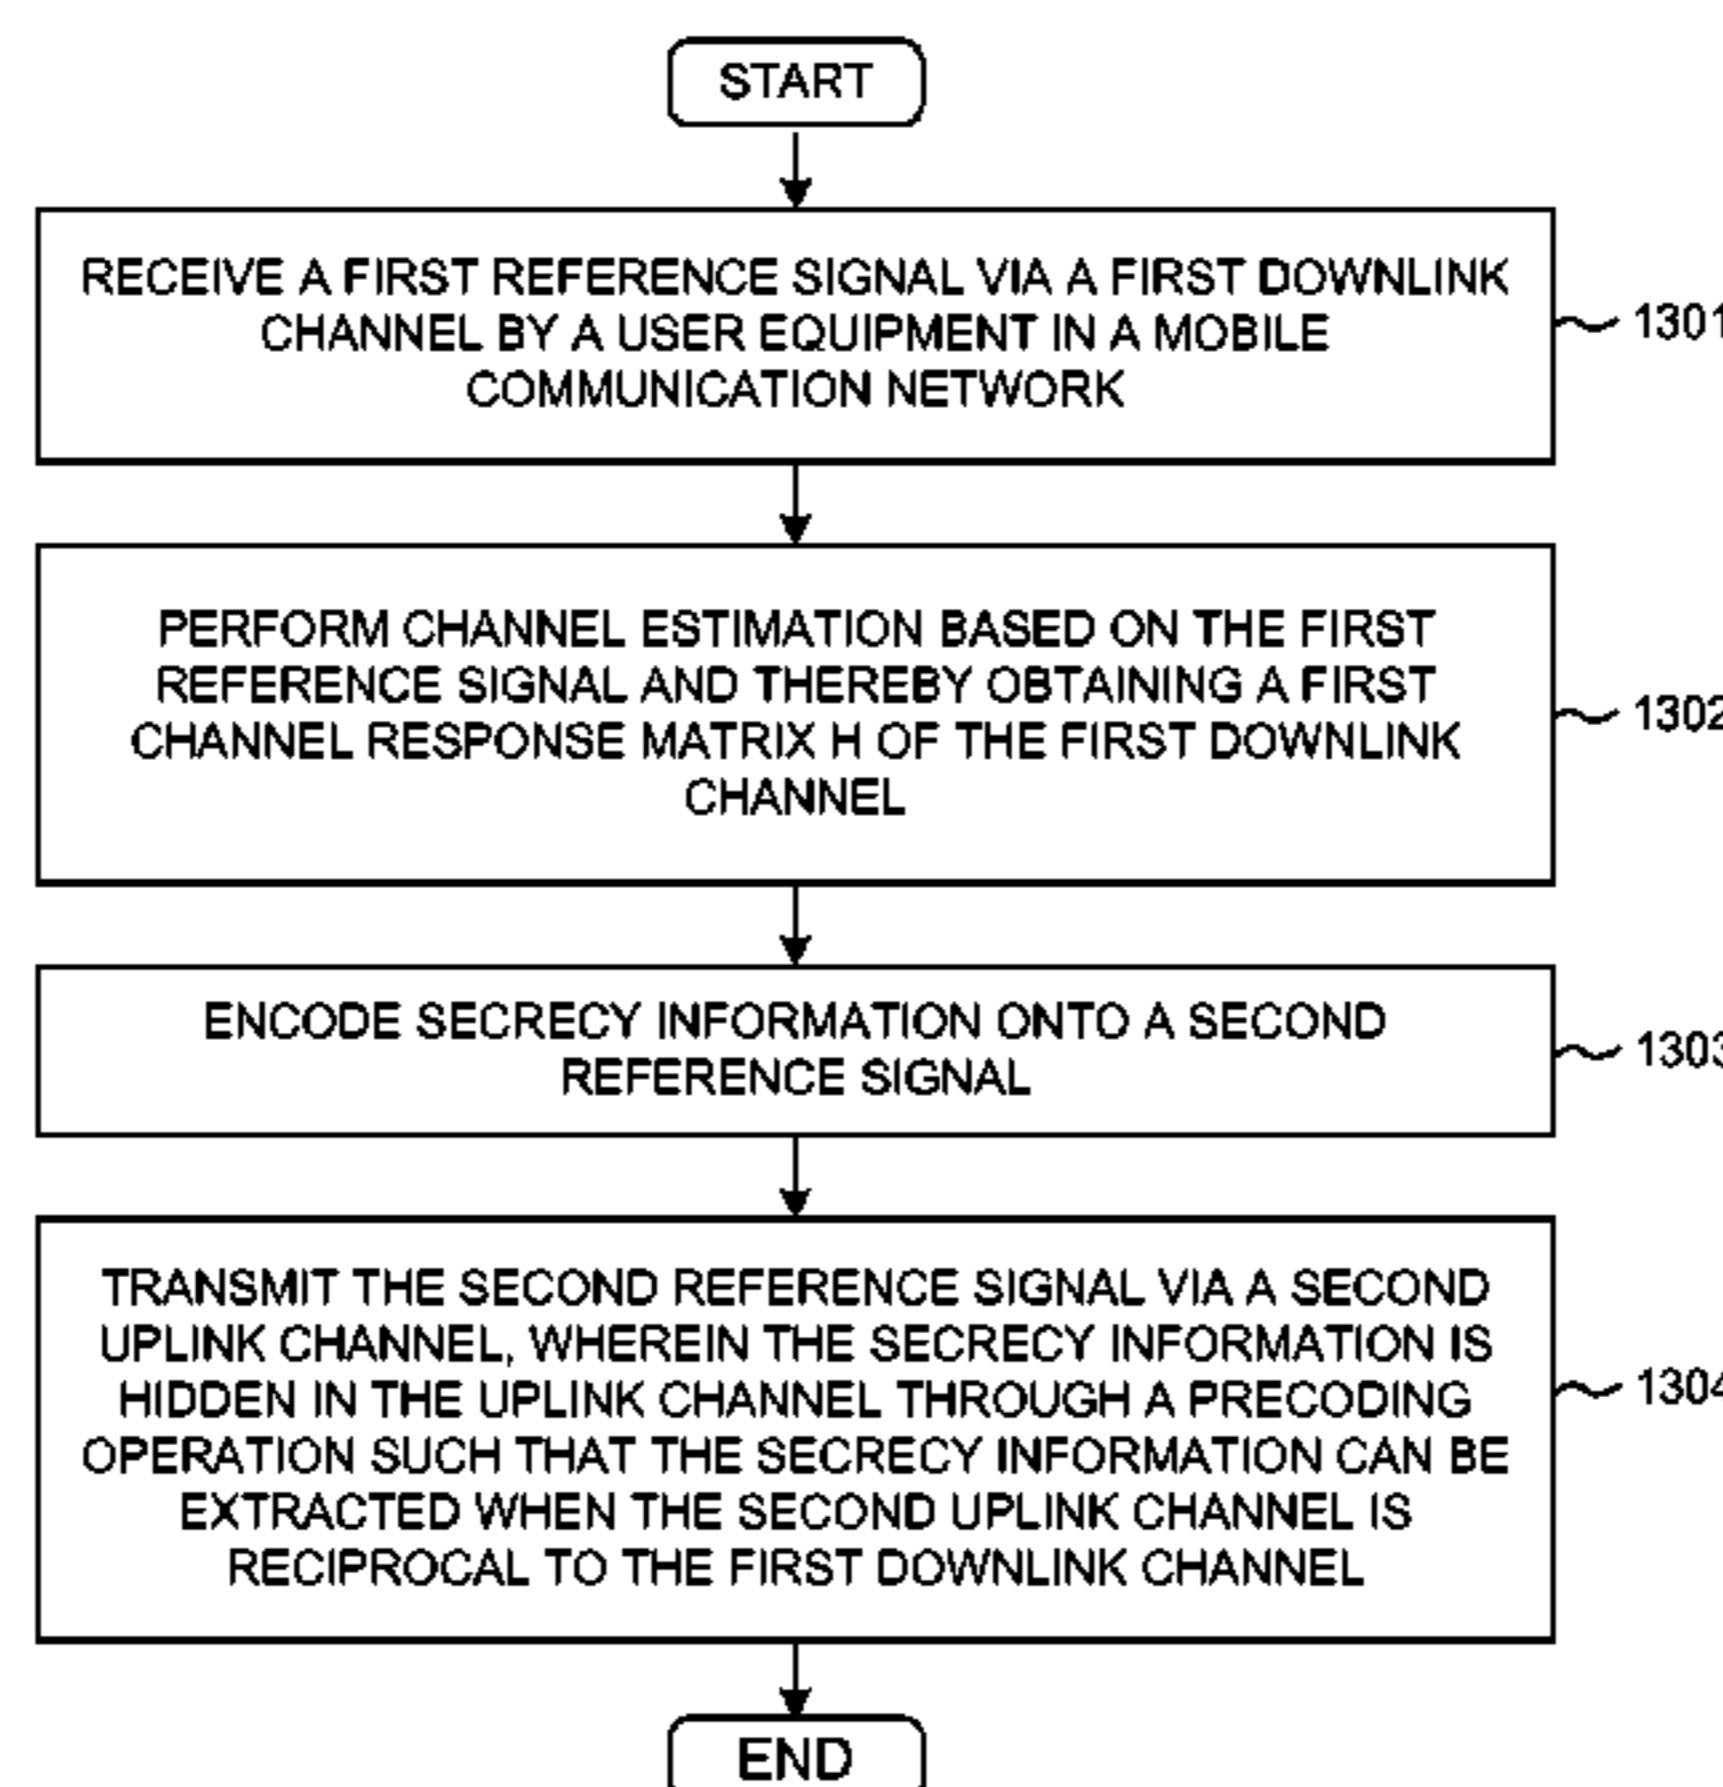 START
RECEIVE A FIRST REFERENCE SIGNAL VIA A FIRST DOWNLINK
CHANNEL BY A USER EQUIPMENT IN A MOBILE
COMMUNICATION NETWORK
1301
PERFORM CHANNEL ESTIMATION BASED ON THE FIRST
REFERENCE SIGNAL AND THEREBY OBTAINING A FIRST
CHANNEL RESPONSE MATRIX H OF THE FIRST DOWNLINK
CHANNEL
1302
ENCODE SECRECY INFORMATION ONTO A SECOND
REFERENCE SIGNAL
1303
TRANSMIT THE SECOND REFERENCE SIGNAL VIA A SECOND
UPLINK CHANNEL, WHEREIN THE SECRECY INFORMATION IS
HIDDEN IN THE UPLINK CHANNEL THROUGH A PRECODING
OPERATION SUCH THAT THE SECRECY INFORMATION CAN BE
EXTRACTED WHEN THE SECOND UPLINK CHANNEL IS
RECIPROCAL TO THE FIRST DOWNLINK CHANNEL
1304
END